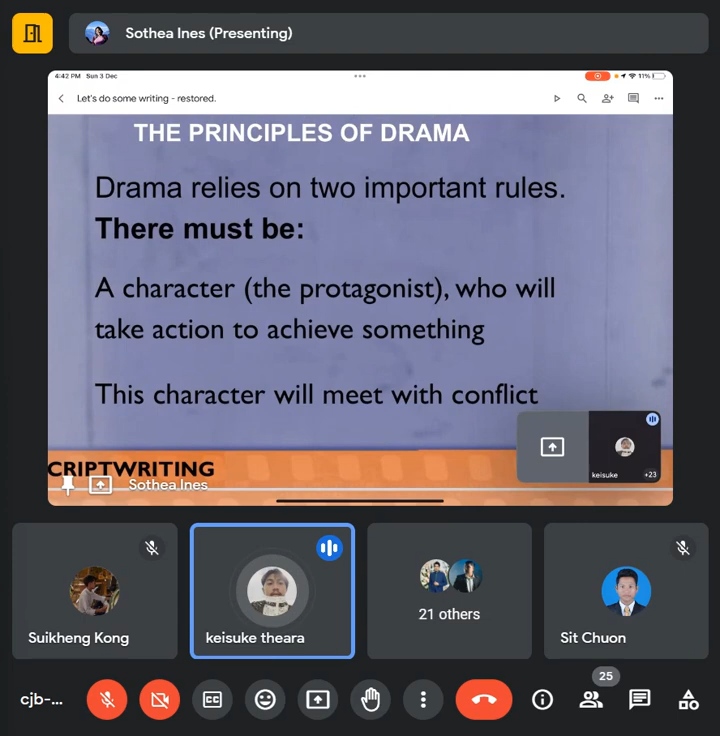 Sothea Ines (Presenting)
4:42 PM Sun 3 Dec
11%
Let's do some writing - restored.
THE PRINCIPLES OF DRAMA
Drama relies on two important rules.
There must be:
A character (the protagonist), who will
take action to achieve something
This character will meet with conflict
keisuke
+23
CRIPTWRITING
Sothea Ines
Suikheng Kong
keisuke theara
21 others
Sit Chuon
25
cjb-...
CC